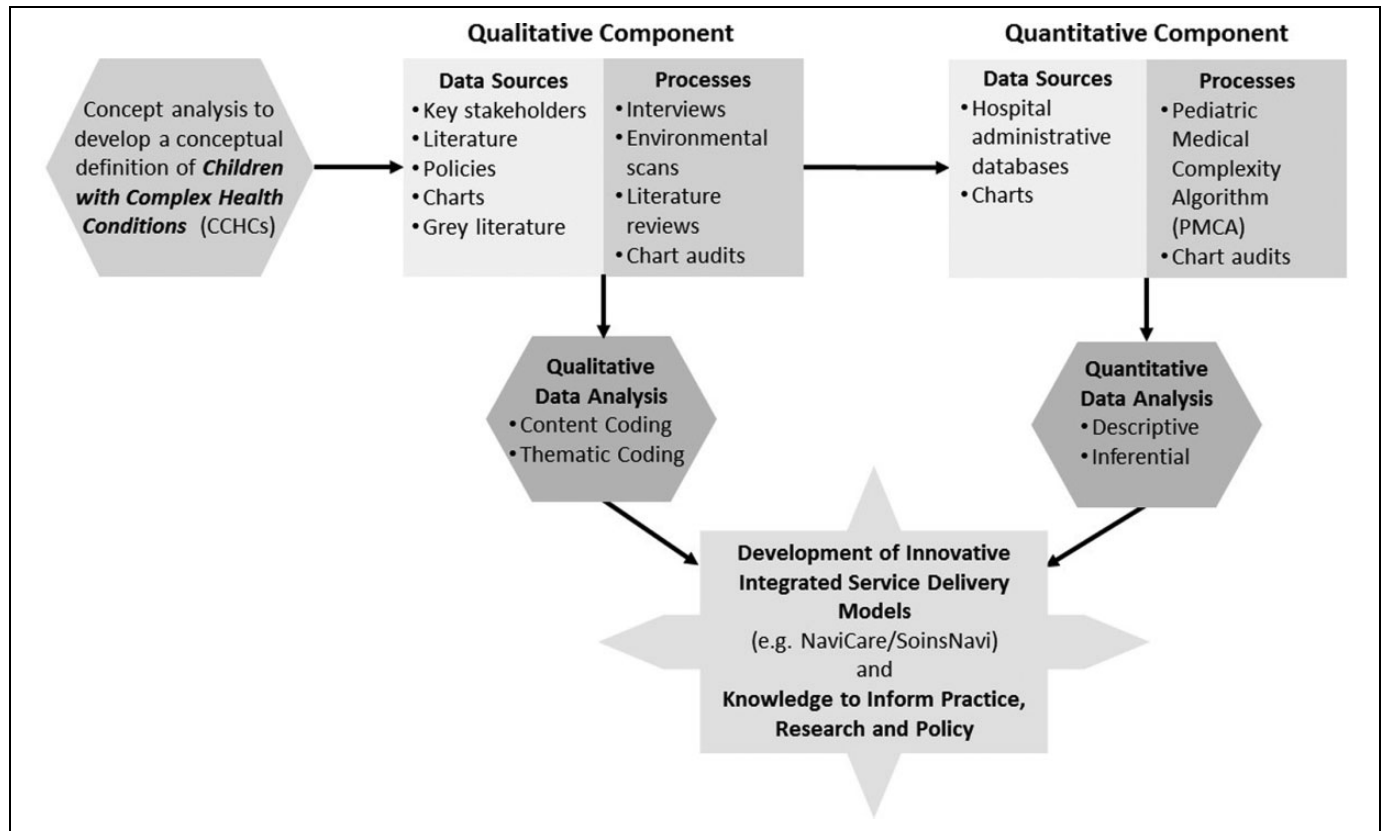 Qualitative Component
Quantitative Component
Concept analysis to
develop a conceptual
definition of Children
with Complex Health
Conditions (CCHCs)
Data Sources
• Key stakeholders
• Literature
• Policies
• Charts
• Grey literature
Processes
• Interviews
• Environmental
scans
• Literature
reviews
• Chart audits
Data Sources
• Hospital
administrative
databases
• Charts
Processes
• Pediatric
Medical
Complexity
Algorithm
(PMCA)
• Chart audits
Qualitative
Data Analysis
• Content Coding
• Thematic Coding
Quantitative
Data Analysis
• Descriptive
• Inferential
Development of Innovative
Integrated Service Delivery
Models
(e.g. NaviCare/SoinsNavi)
and
Knowledge to Inform Practice,
Research and Policy